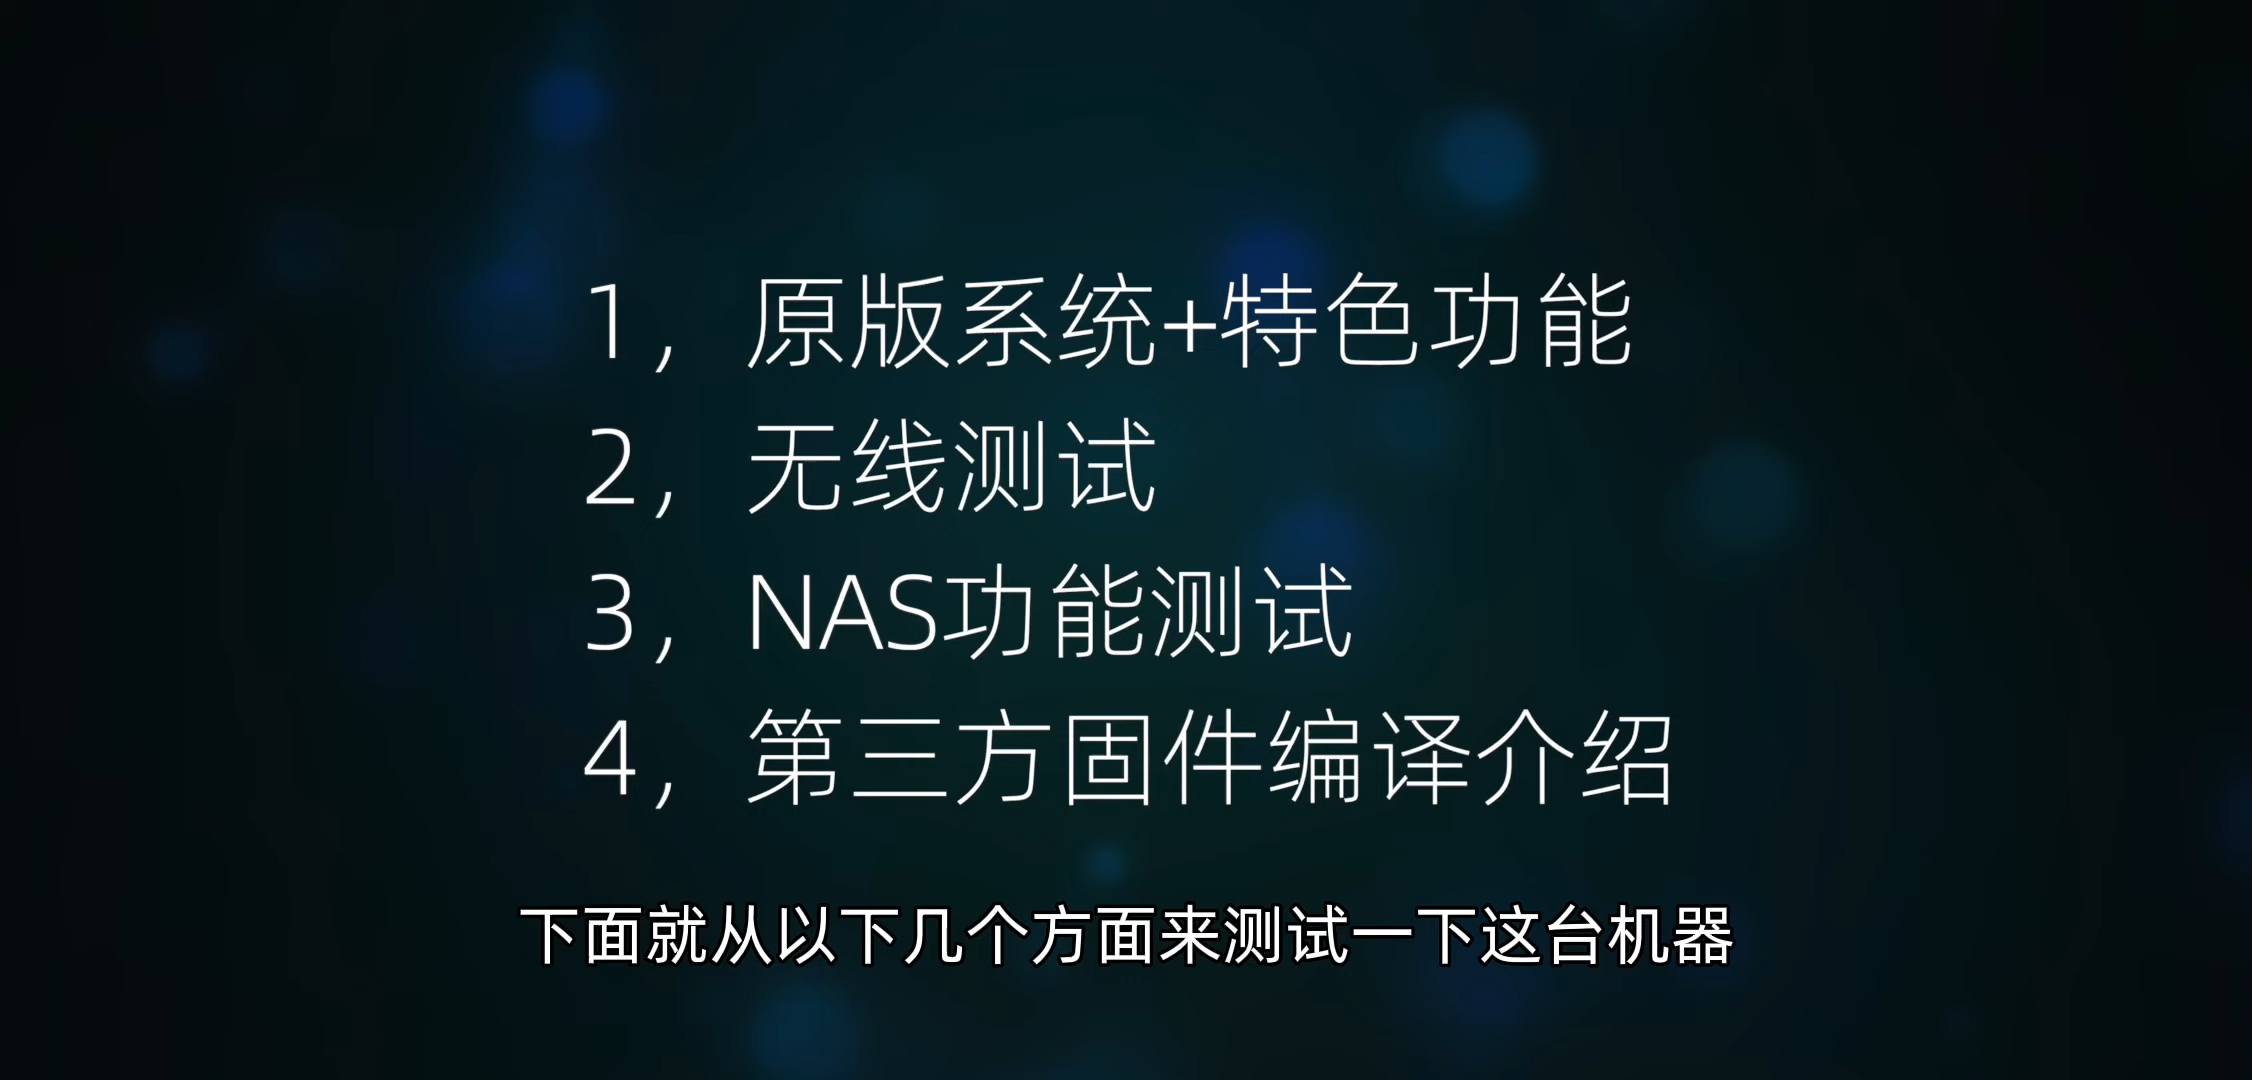 1，原版系统+特色功能
2，无线测试
3，NAS功能测试
4，第三方固件编译介绍
下面就从以下几个方面来测试一下这台机器